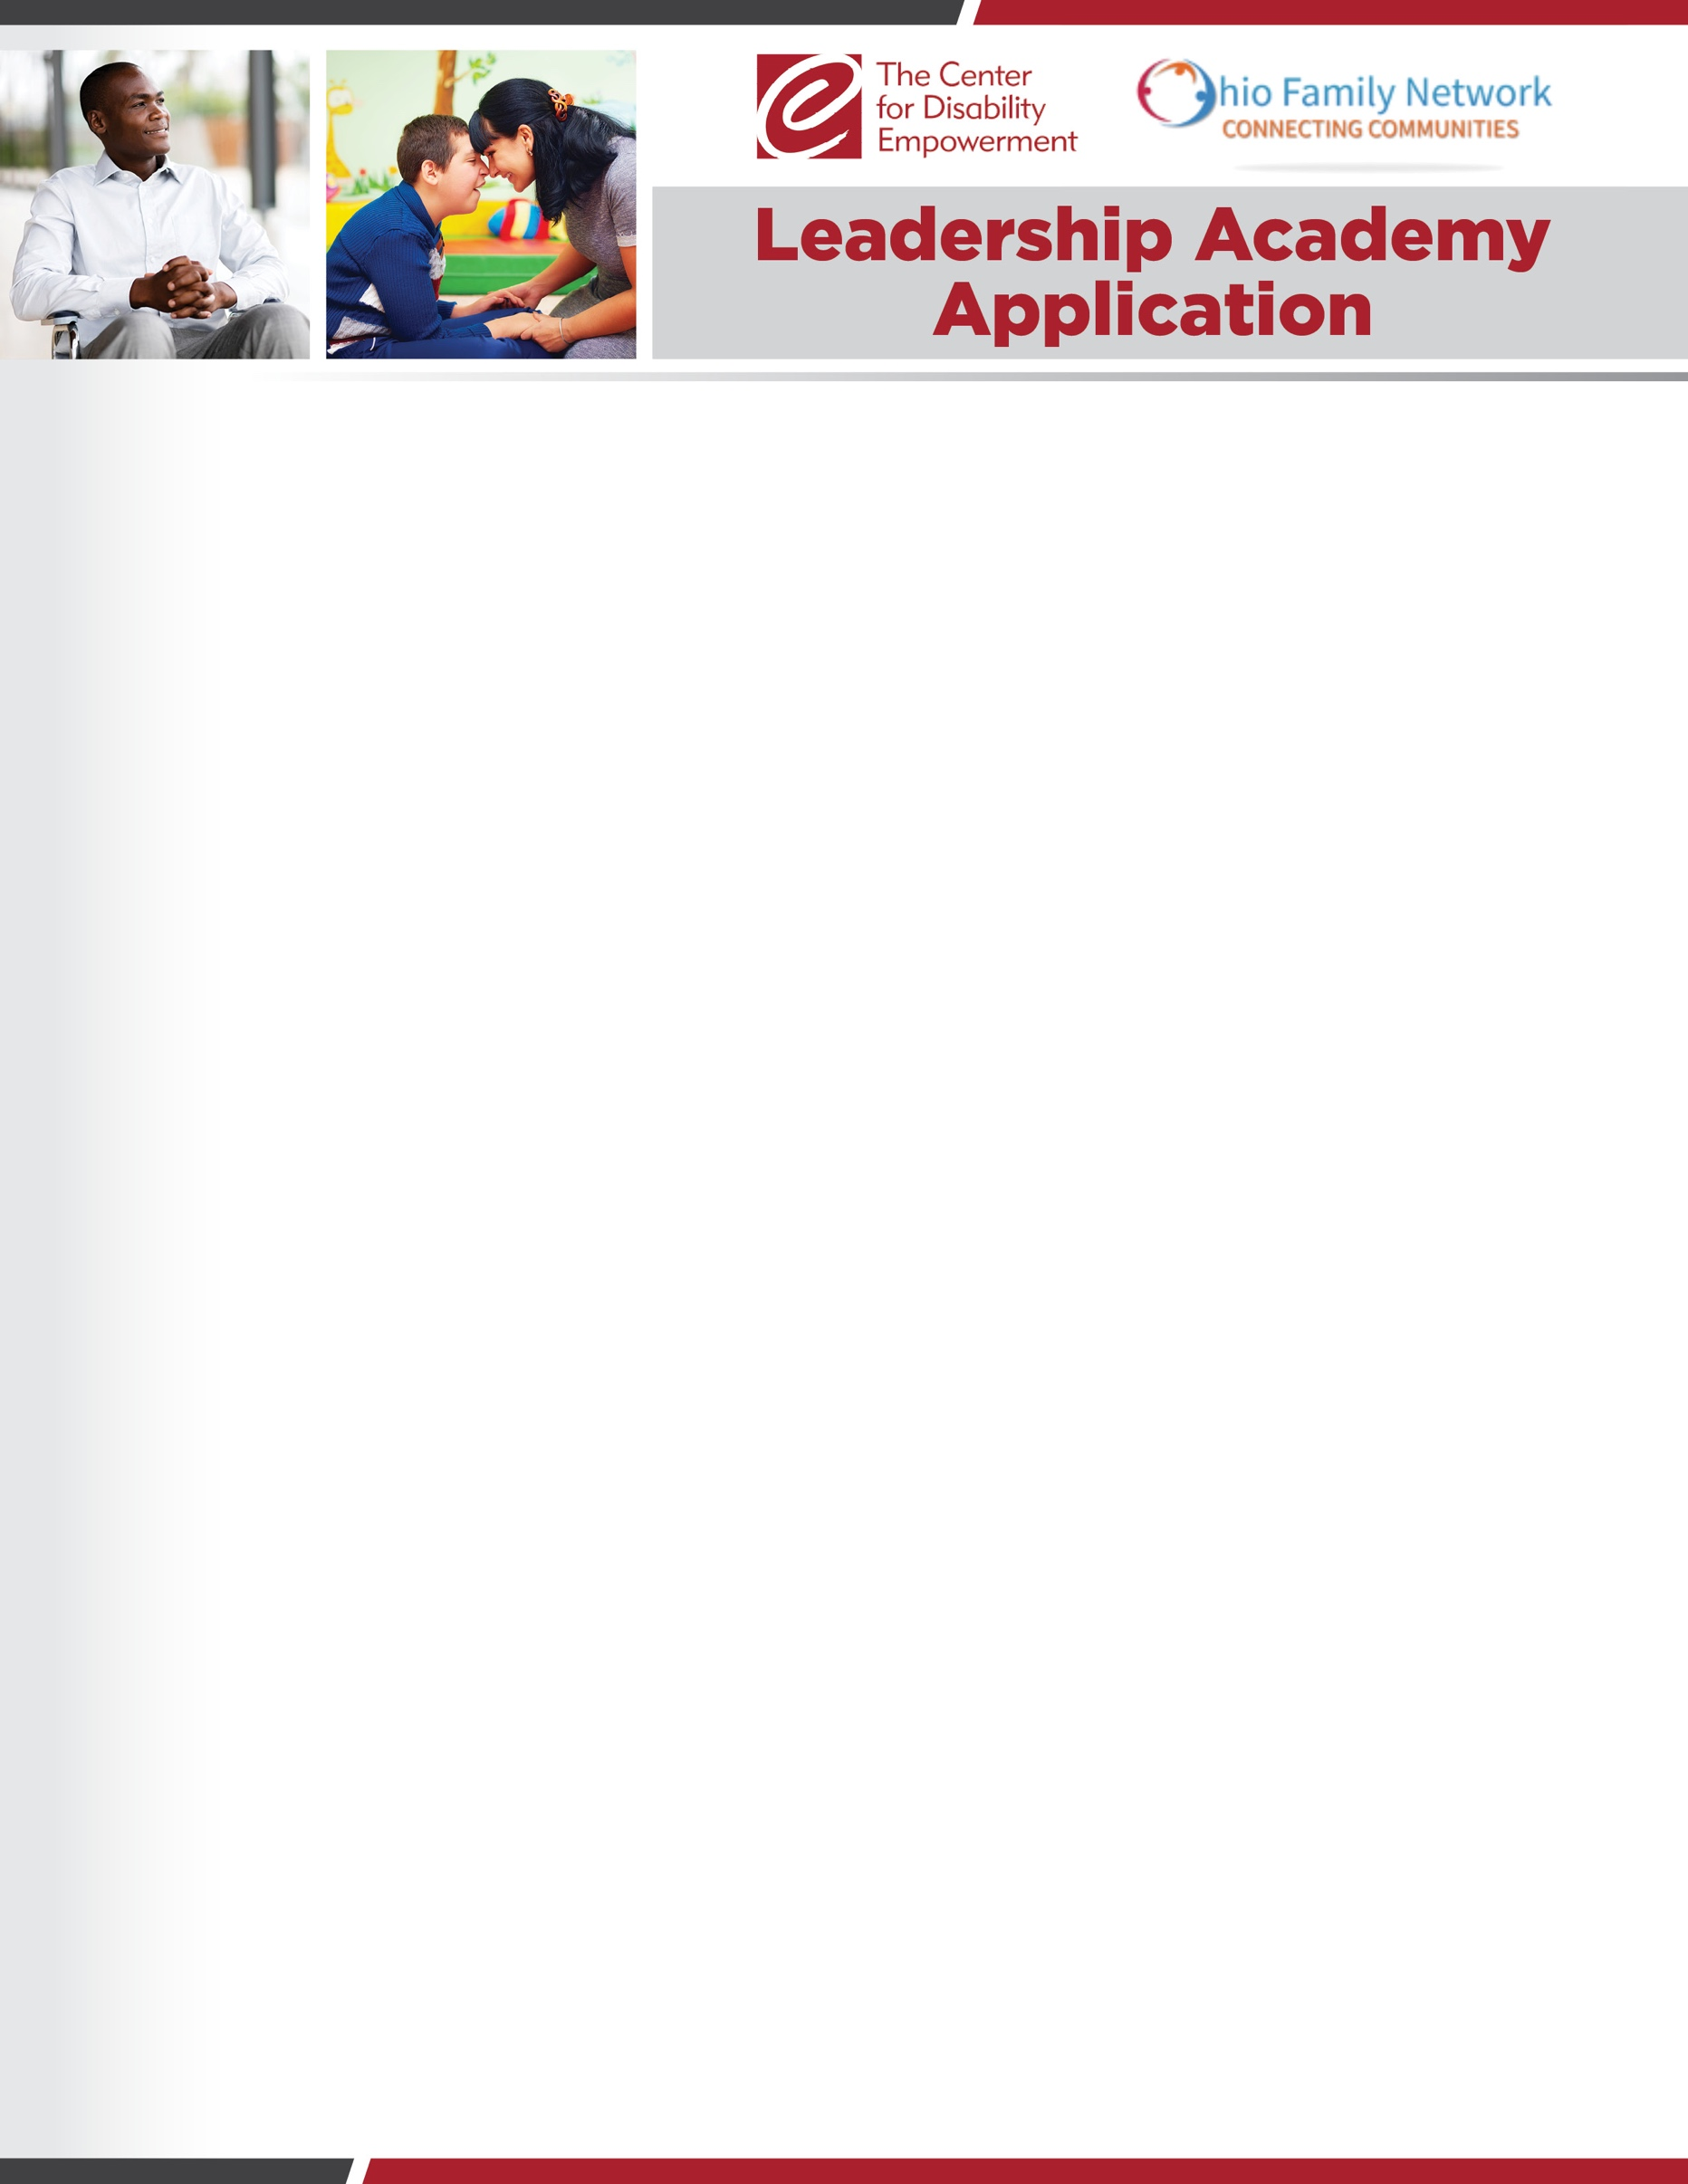 The Center
for Disability
Empowerment
Ohio Family Network
CONNECTING COMMUNITIES
Leadership Academy
Application